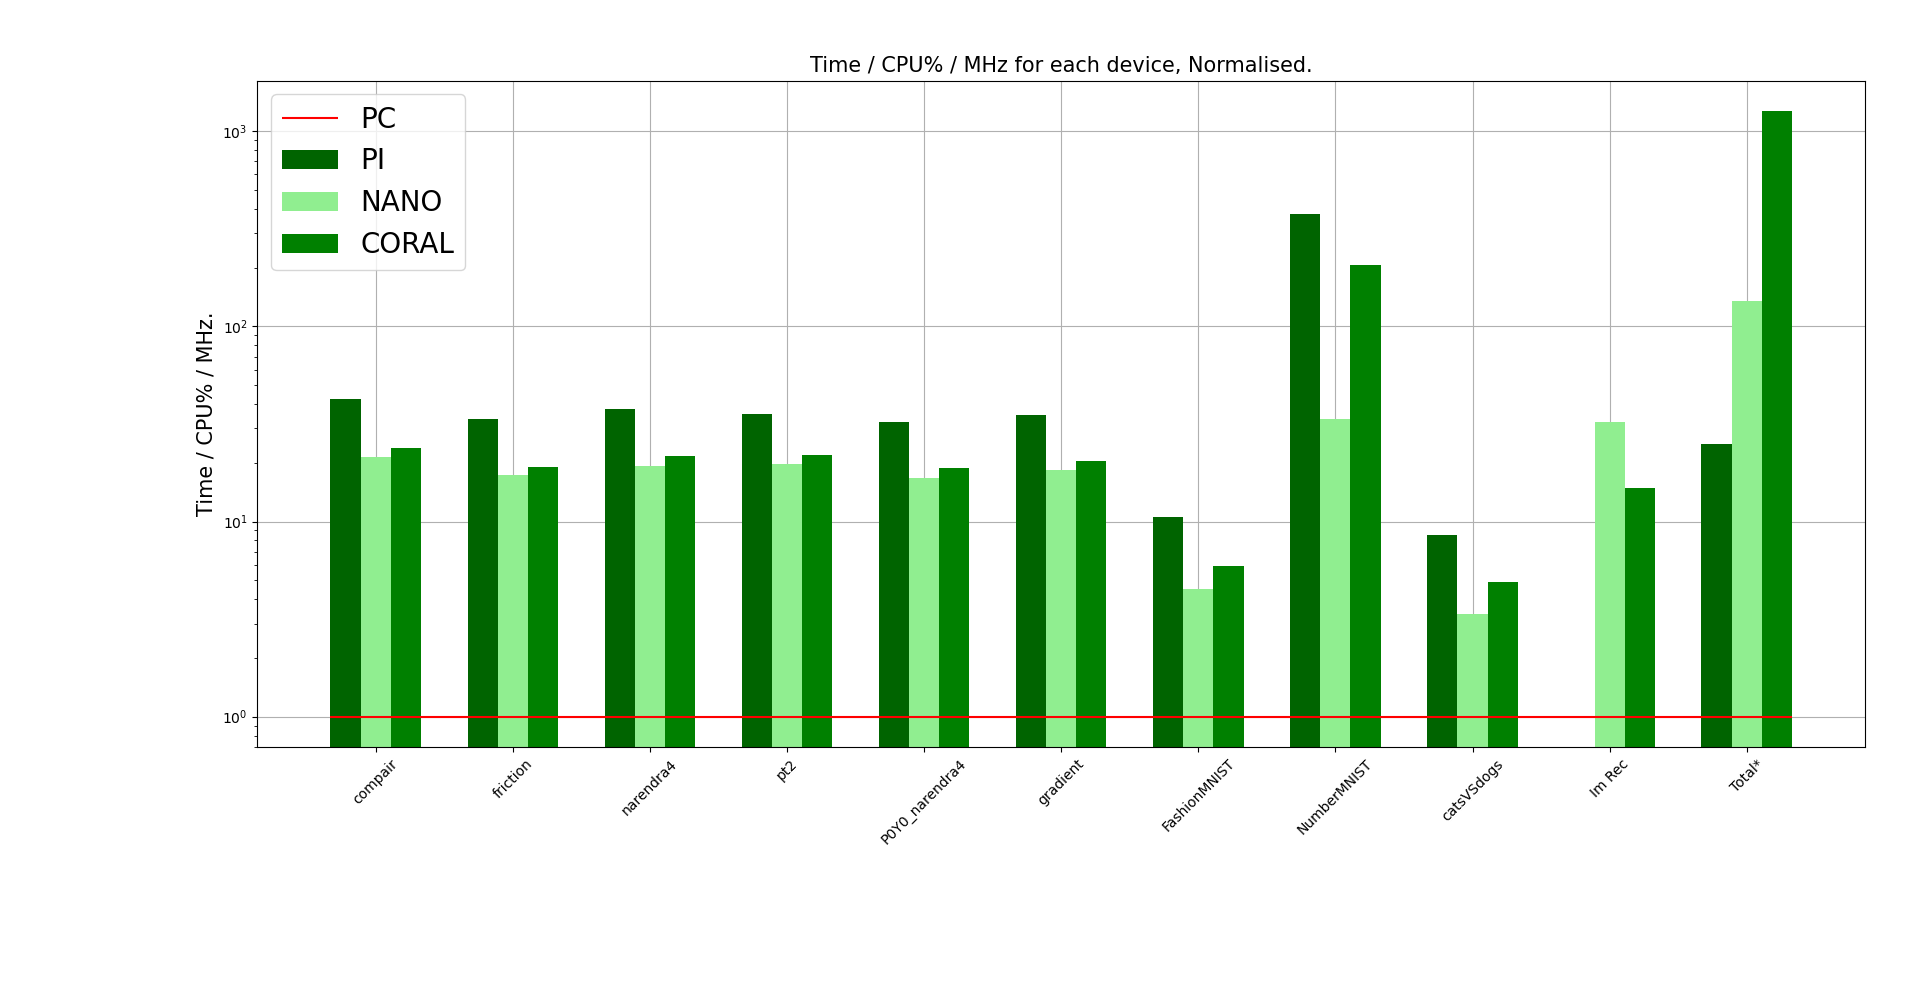 Time / CPU% / MHz for each device, Normalised.
PC
PI
NANO
CORAL
Time / CPU% / MHz.
10³
10²
10¹
10⁰
compair
friction
narendra4
pt2
P0Y0_narendra4
gradient
FashionMNIST
NumberMNIST
catsVSdogs
Im Rec
Total*